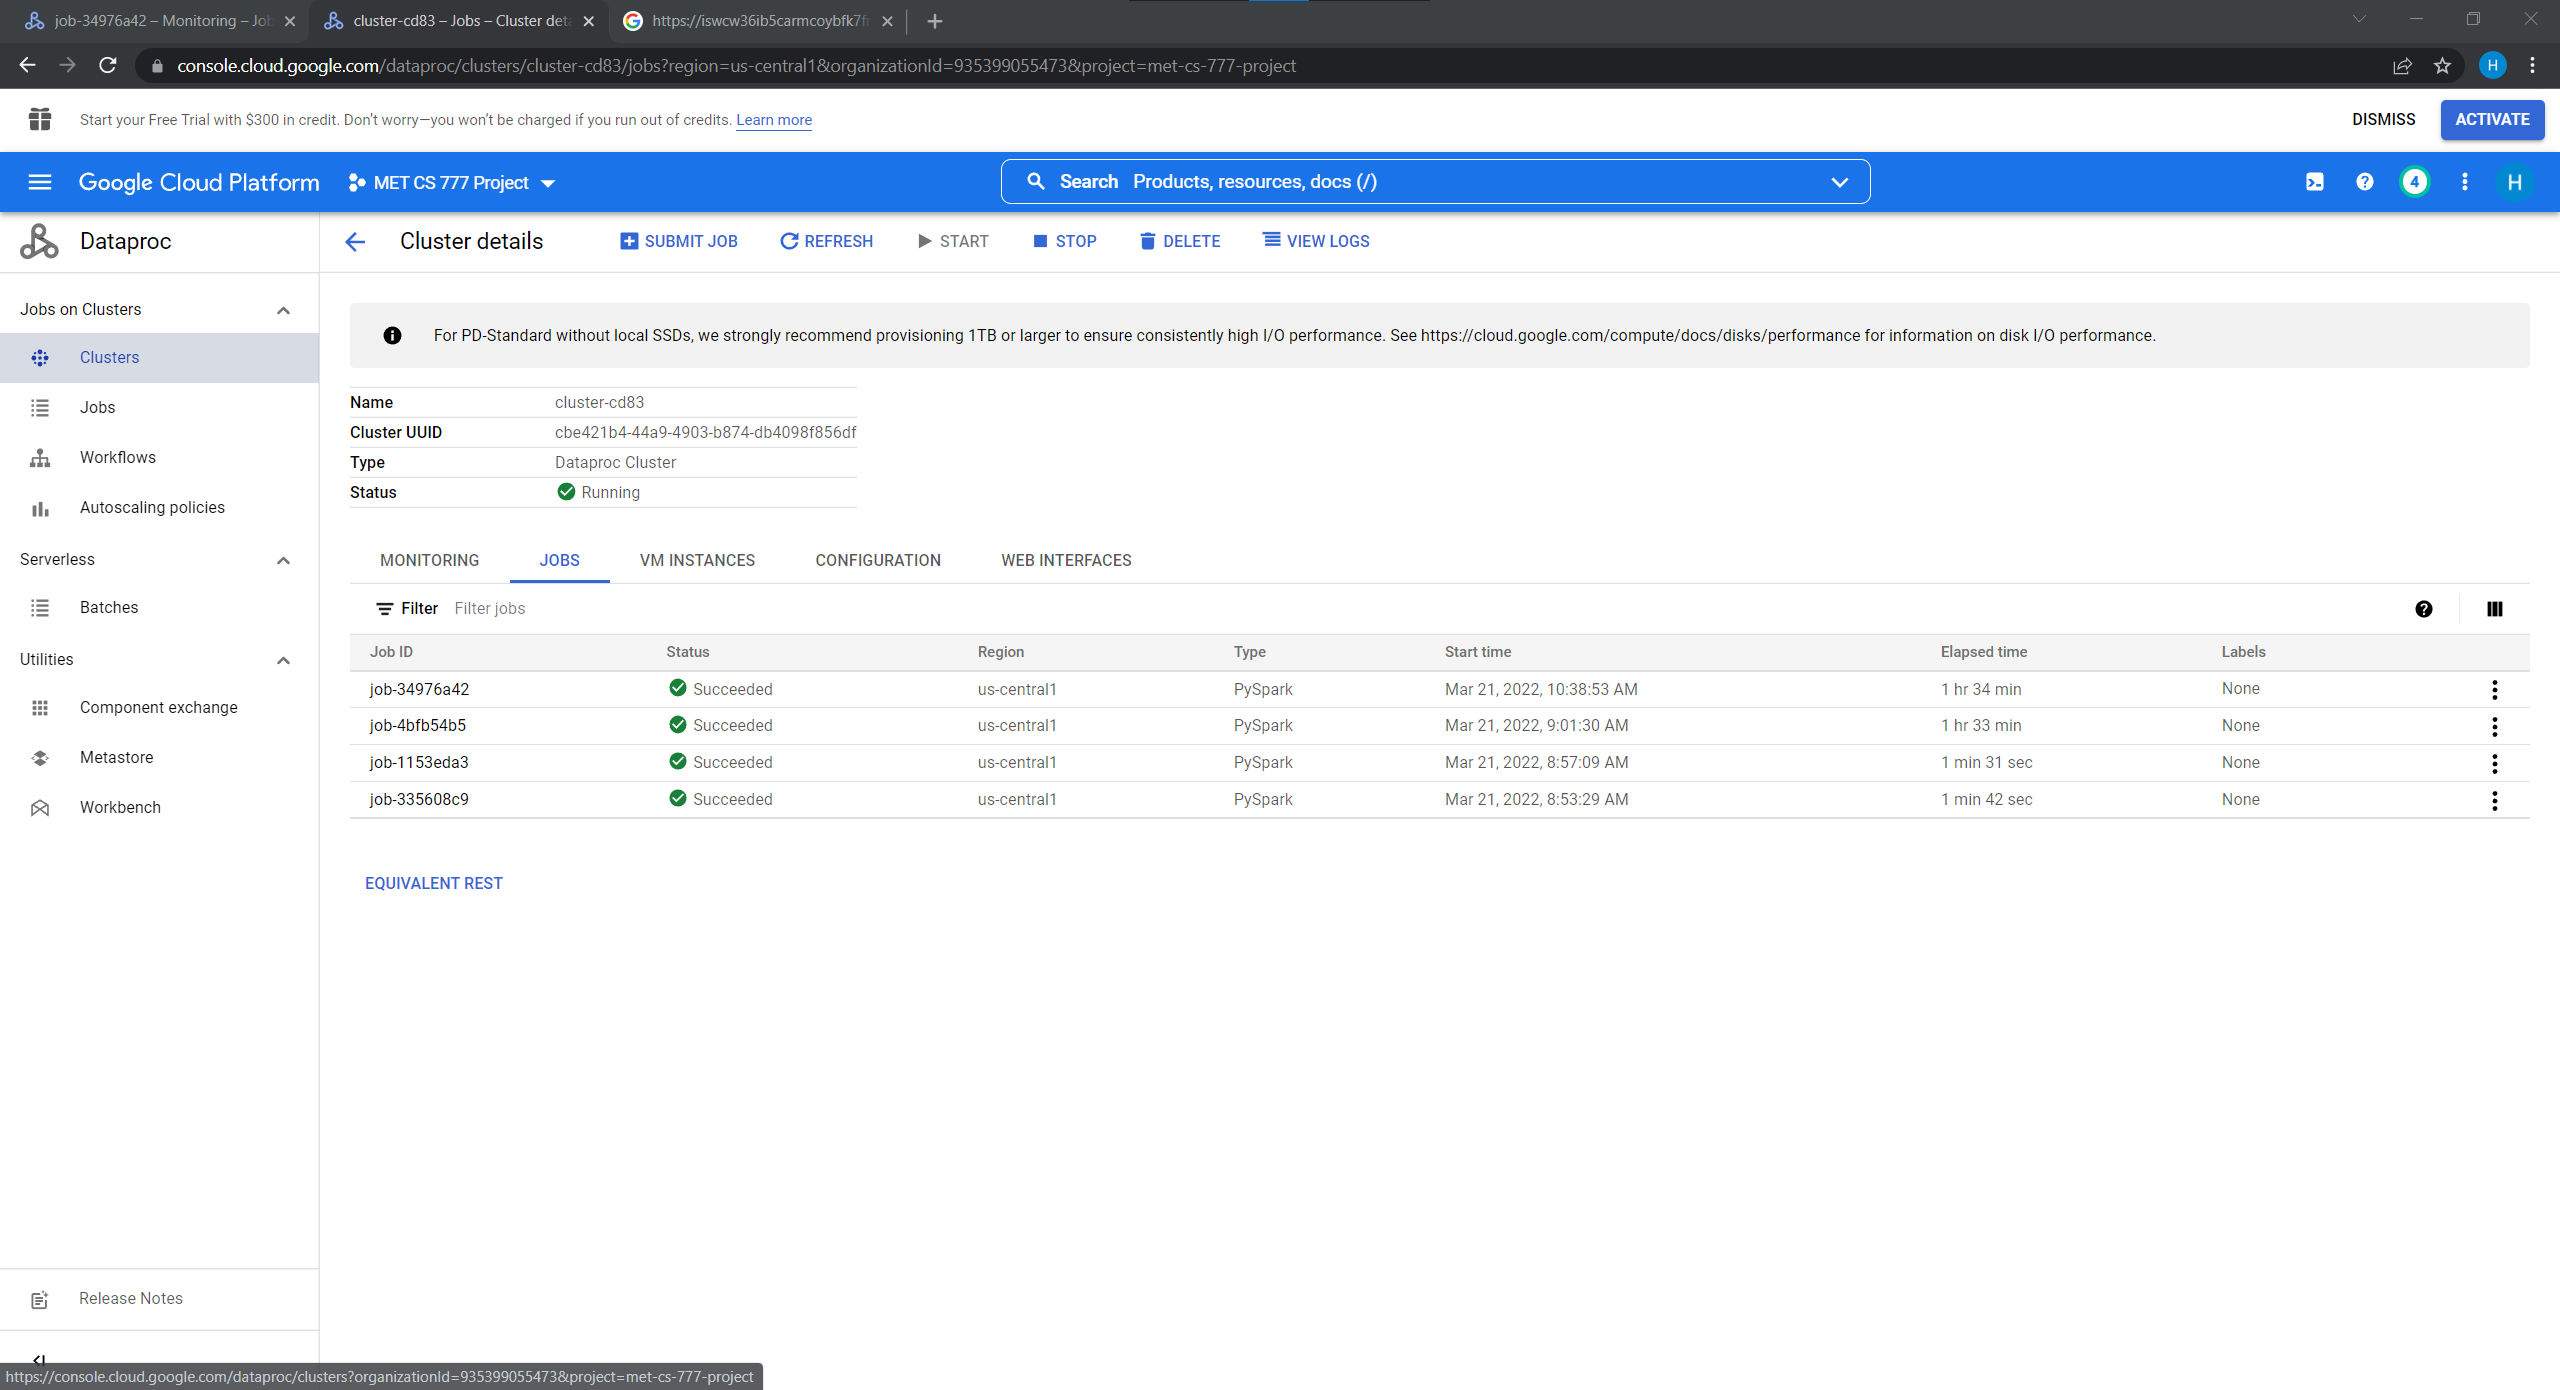 job-34976a42 – Monitoring – Job
cluster-cd83 – Jobs – Cluster deta
https://iswcw36ib5carmcoybfk7fr
console.cloud.google.com/dataproc/clusters/cluster-cd83/jobs?region=us-central1&organizationId=935399055473&project=met-cs-777-project
H
Start your Free Trial with $300 in credit. Don't worry—you won't be charged if you run out of credits. Learn more
DISMISS
ACTIVATE
Google Cloud Platform
MET CS 777 Project
Search Products, resources, docs (/)
4
H
Dataproc
Cluster details
SUBMIT JOB
REFRESH
START
STOP
DELETE
VIEW LOGS
Jobs on Clusters
Clusters
Jobs
Workflows
Autoscaling policies
Serverless
Batches
Utilities
Component exchange
Metastore
Workbench
Release Notes
For PD-Standard without local SSDs, we strongly recommend provisioning 1TB or larger to ensure consistently high I/O performance. See https://cloud.google.com/compute/docs/disks/performance for information on disk I/O performance.
Name cluster-cd83
Cluster UUID cbe421b4-44a9-4903-b874-db4098f856df
Type Dataproc Cluster
Status Running
MONITORING JOBS VM INSTANCES CONFIGURATION WEB INTERFACES
Filter Filter jobs
Job ID Status Region Type Start time Elapsed time Labels
job-34976a42 Succeeded us-central1 PySpark Mar 21, 2022, 10:38:53 AM 1 hr 34 min None
job-4bfb54b5 Succeeded us-central1 PySpark Mar 21, 2022, 9:01:30 AM 1 hr 33 min None
job-1153eda3 Succeeded us-central1 PySpark Mar 21, 2022, 8:57:09 AM 1 min 31 sec None
job-335608c9 Succeeded us-central1 PySpark Mar 21, 2022, 8:53:29 AM 1 min 42 sec None
EQUIVALENT REST
https://console.cloud.google.com/dataproc/clusters?organizationId=935399055473&project=met-cs-777-project